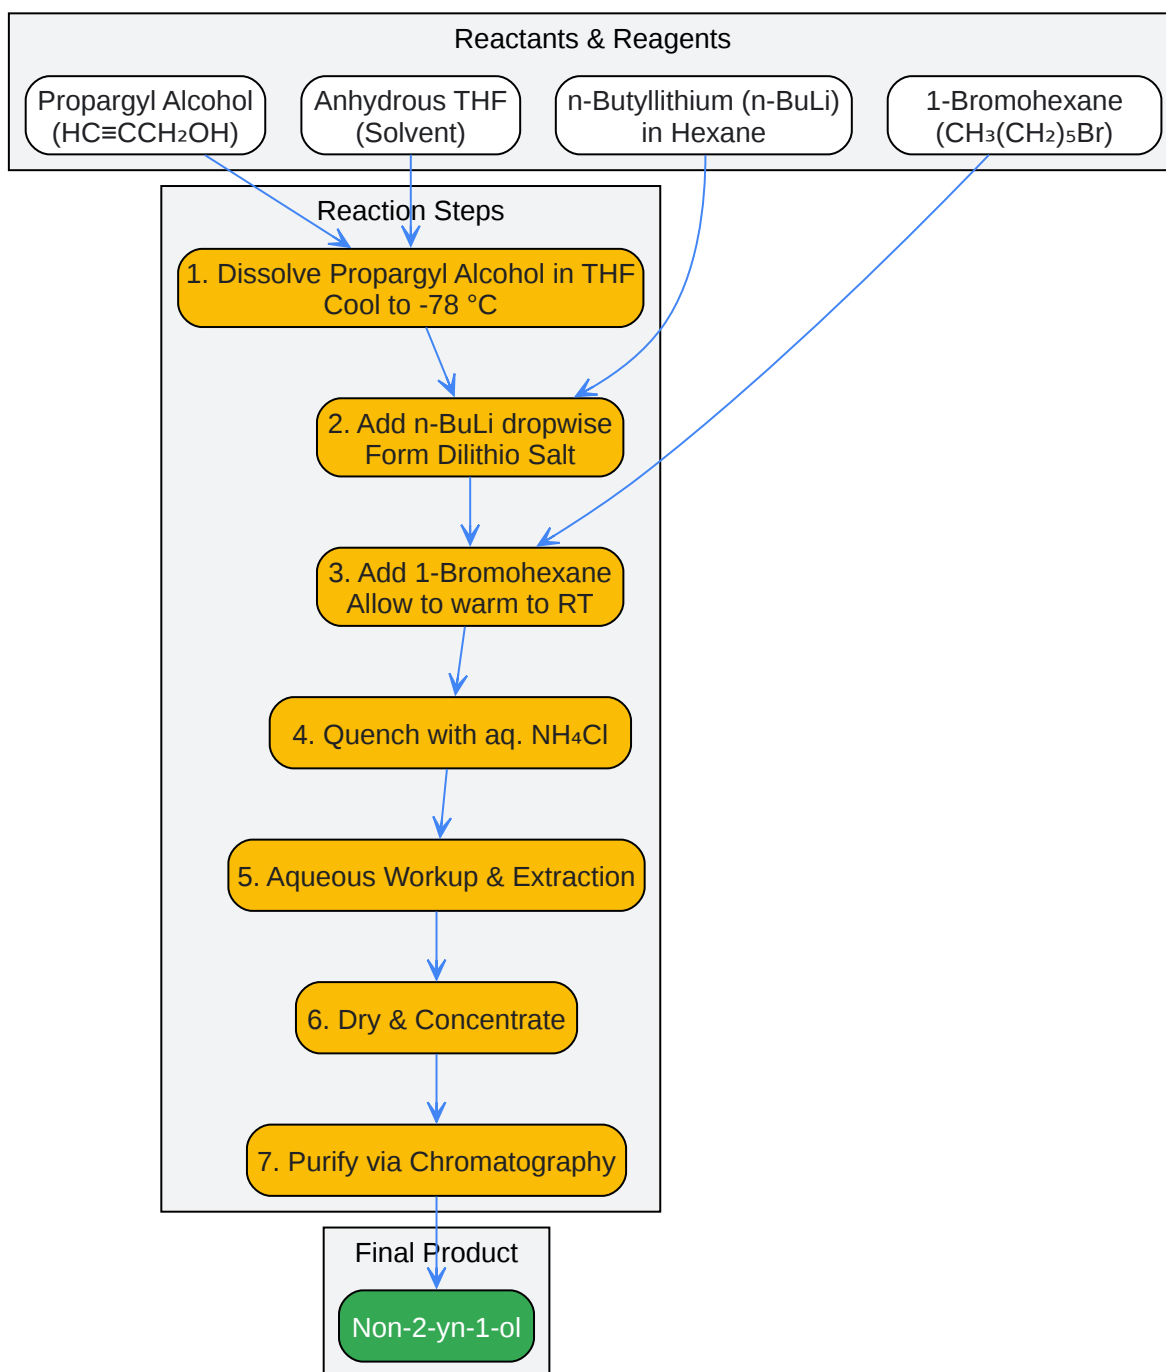 Reactants & Reagents
Propargyl Alcohol
(HC≡CCH₂OH)
Anhydrous THF
(Solvent)
n-Butyllithium (n-BuLi)
in Hexane
1-Bromohexane
(CH₃(CH₂)₅Br)
Reaction Steps
1. Dissolve Propargyl Alcohol in THF
Cool to -78 °C
2. Add n-BuLi dropwise
Form Dilithio Salt
3. Add 1-Bromohexane
Allow to warm to RT
4. Quench with aq. NH₄Cl
5. Aqueous Workup & Extraction
6. Dry & Concentrate
7. Purify via Chromatography
Final Product
Non-2-yn-1-ol